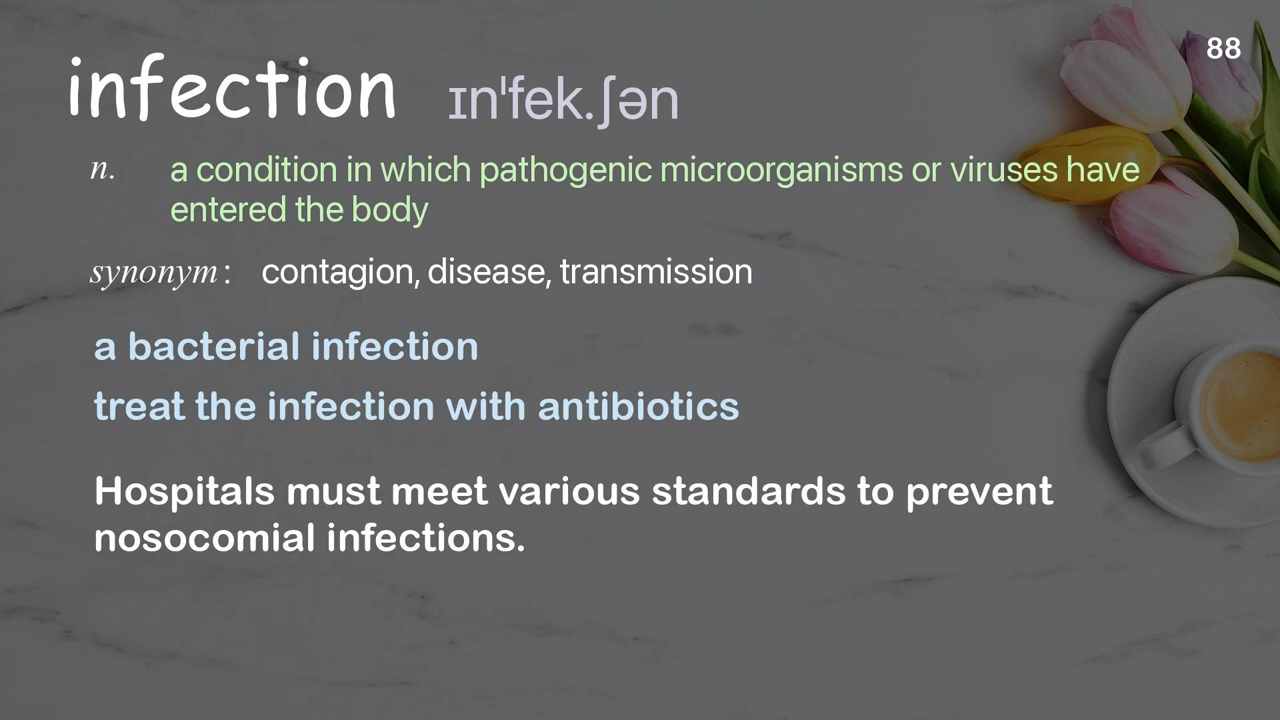 88
infection ɪnˈfek.ʃən
n. a condition in which pathogenic microorganisms or viruses have
entered the body
synonym: contagion, disease, transmission
a bacterial infection
treat the infection with antibiotics
Hospitals must meet various standards to prevent
nosocomial infections.